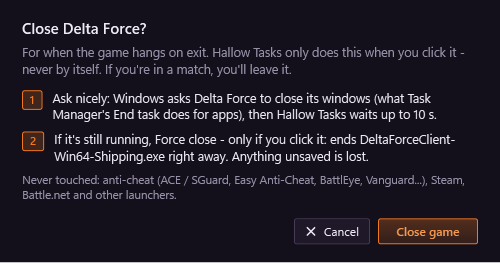 Close Delta Force?
For when the game hangs on exit. Hallow Tasks only does this when you click it -
never by itself. If you're in a match, you'll leave it.
1 Ask nicely: Windows asks Delta Force to close its windows (what Task
Manager's End task does for apps), then Hallow Tasks waits up to 10 s.
2 If it's still running, Force close - only if you click it: ends DeltaForceClient-
Win64-Shipping.exe right away. Anything unsaved is lost.
Never touched: anti-cheat (ACE / SGuard, Easy Anti-Cheat, BattlEye, Vanguard...), Steam,
Battle.net and other launchers.
Cancel Close game